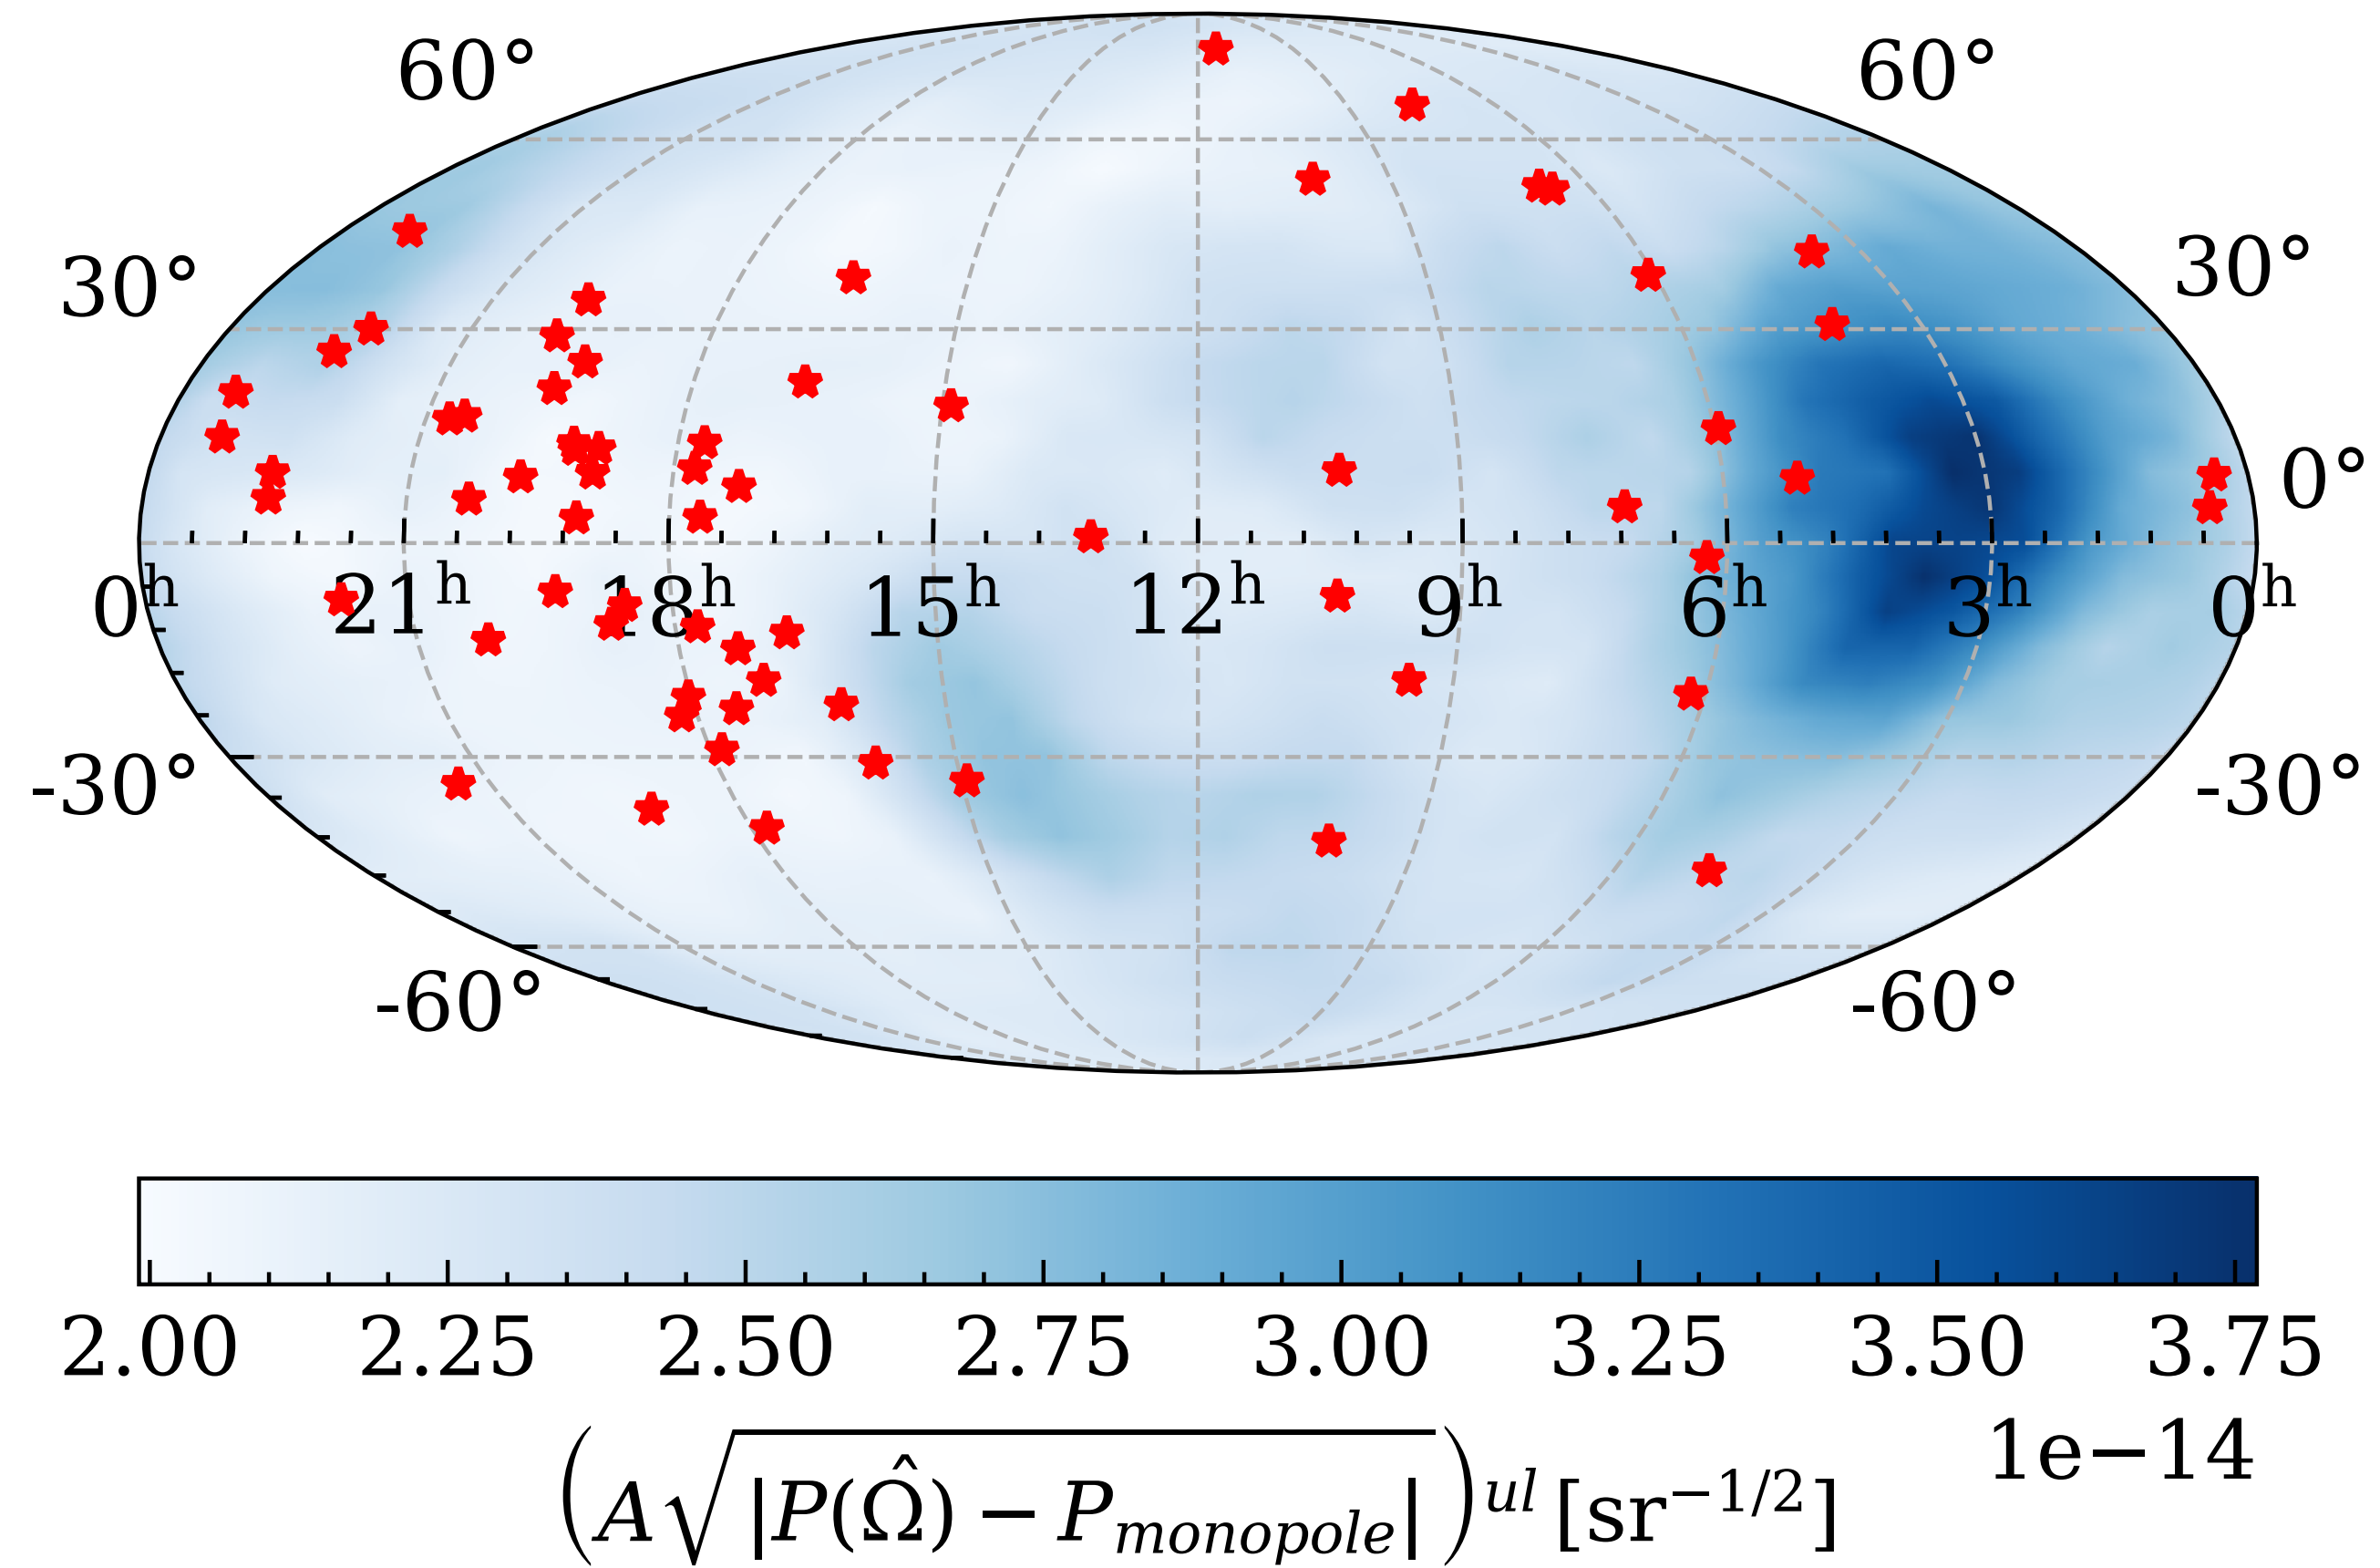 60° 60°
30° 30°
0°
0ʰ 21ʰ 18ʰ 15ʰ 12ʰ 9ʰ 6ʰ 3ʰ 0ʰ
-30° -30°
-60° -60°
2.00 2.25 2.50 2.75 3.00 3.25 3.50 3.75
1e−14
(A√|P(Ω̂) − P_monopole|)^ul [sr^−1/2]